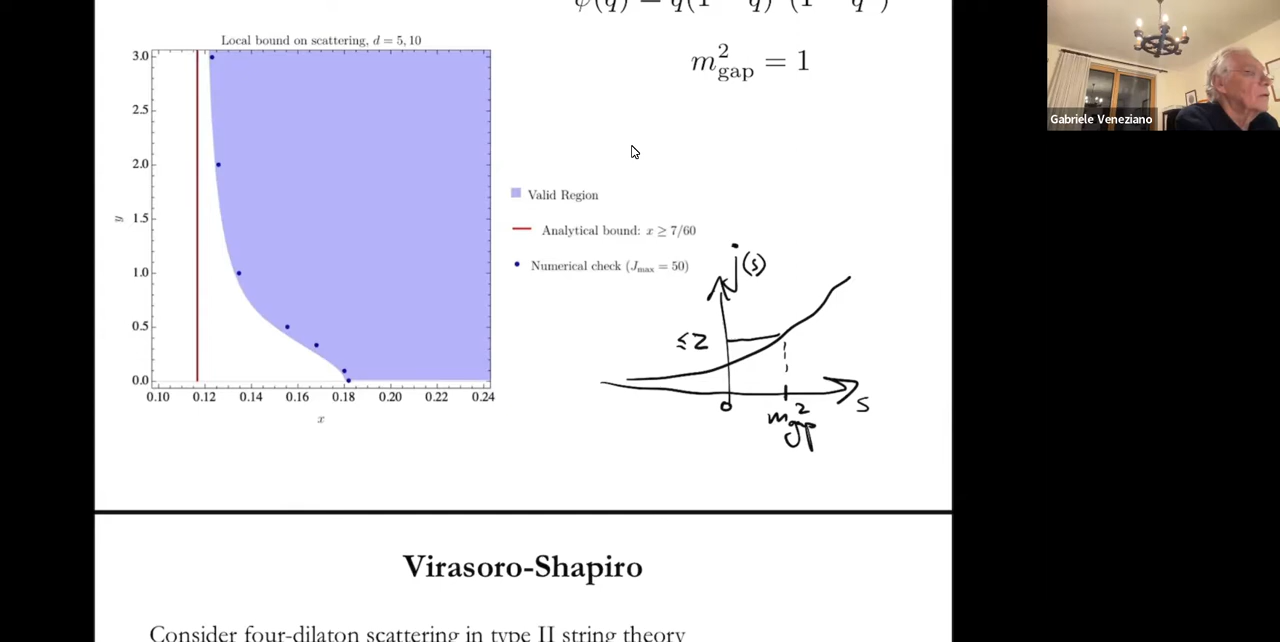 Local bound on scattering, d = 5, 10
3.0
2.5
2.0
1.5
1.0
0.5
0.0
y
0.10 0.12 0.14 0.16 0.18 0.20 0.22 0.24
x
m²gap = 1
Valid Region
Analytical bound: x ≥ 7/60
Numerical check (Jmax = 50)
j(s)
≤2
0
m²gap
s
Gabriele Veneziano
Virasoro-Shapiro
Consider four-dilaton scattering in type II string theory